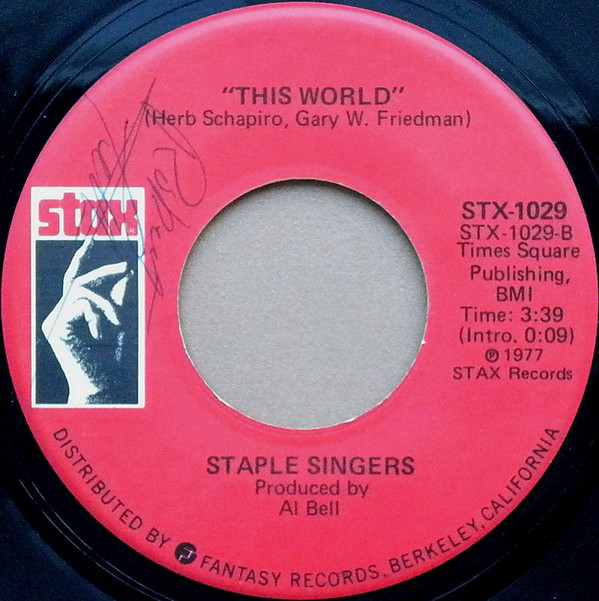 "THIS WORLD"
(Herb Schapiro, Gary W. Friedman)
stax
STX-1029
STX-1029-B
Times Square
Publishing,
BMI
Time: 3:39
(Intro. 0:09)
℗ 1977
STAX Records
STAPLE SINGERS
Produced by
Al Bell
DISTRIBUTED BY FANTASY RECORDS, BERKELEY, CALIFORNIA